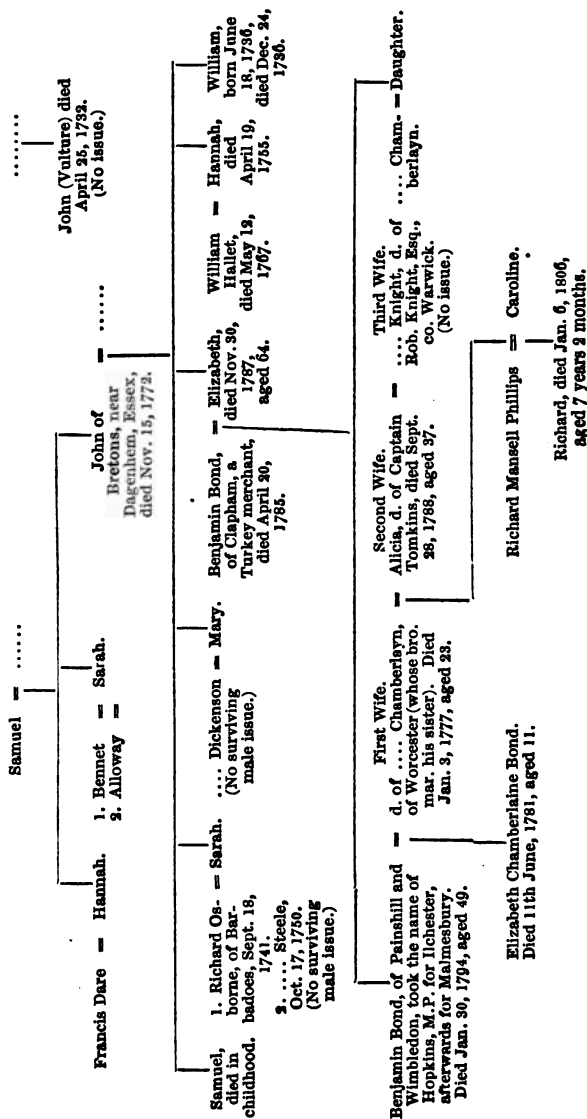 Samuel = ......
........
Francis Dare = Hannah.
1. Bennet = Sarah.
2. Alloway =
John of = ......
Bretons, near
Dagenhem, Essex,
died Nov. 15, 1772.
John (Vulture) died
April 25, 1732.
(No issue.)
Samuel,
died in
childhood.
1. Richard Os- = Sarah.
borne, of Bar-
badoes, Sept. 18,
1741.
2. .... Steele,
Oct. 17, 1750.
(No surviving
male issue.)
.... Dickenson = Mary.
(No surviving
male issue.)
Benjamin Bond, = Elizabeth,
of Clapham, a
Turkey merchant,
died April 20,
1785.
died Nov. 30,
1787,
aged 64.
William = Hannah,
Hallet,
died May 12,
1767.
died
April 19,
1755.
William,
born June
18, 1736,
died Dec. 24,
1736.
Benjamin Bond, of Painshill and
Wimbledon, took the name of
Hopkins, M.P. for Ilchester,
afterwards for Malmesbury.
Died Jan. 30, 1794, aged 49.
=
First Wife.
d. of .... Chamberlayn,
of Worcester (whose bro.
mar. his sister). Died
Jan. 3, 1777, aged 23.
=
Second Wife.
Alicia, d. of Captain
Tomkins, died Sept.
28, 1788, aged 37.
=
Third Wife.
.... Knight, d. of
Rob. Knight, Esq.,
co. Warwick.
(No issue.)
.... Cham- = Daughter.
berlayn.
Elizabeth Chamberlaine Bond.
Died 11th June, 1781, aged 11.
Richard Mansell Phillips = Caroline.
Richard, died Jan. 6, 1806,
aged 7 years 2 months.